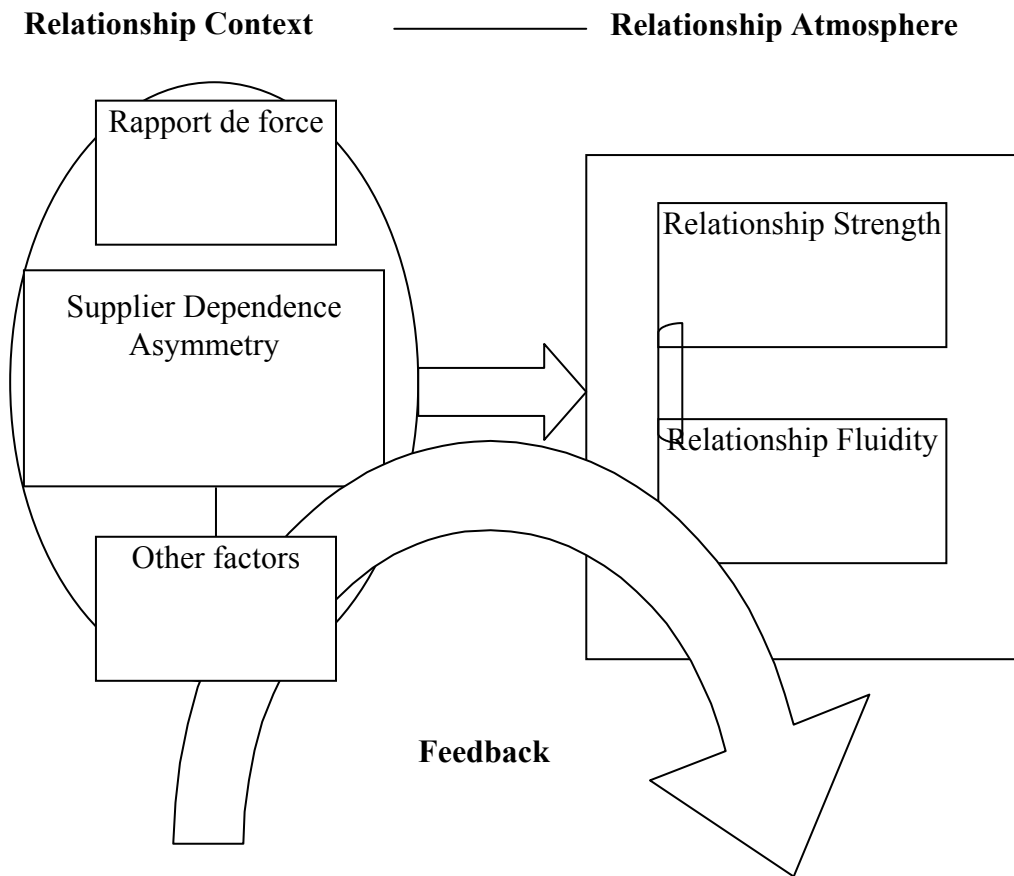 Relationship Context
Relationship Atmosphere
Rapport de force
Supplier Dependence
Asymmetry
Other factors
Relationship Strength
Relationship Fluidity
Feedback